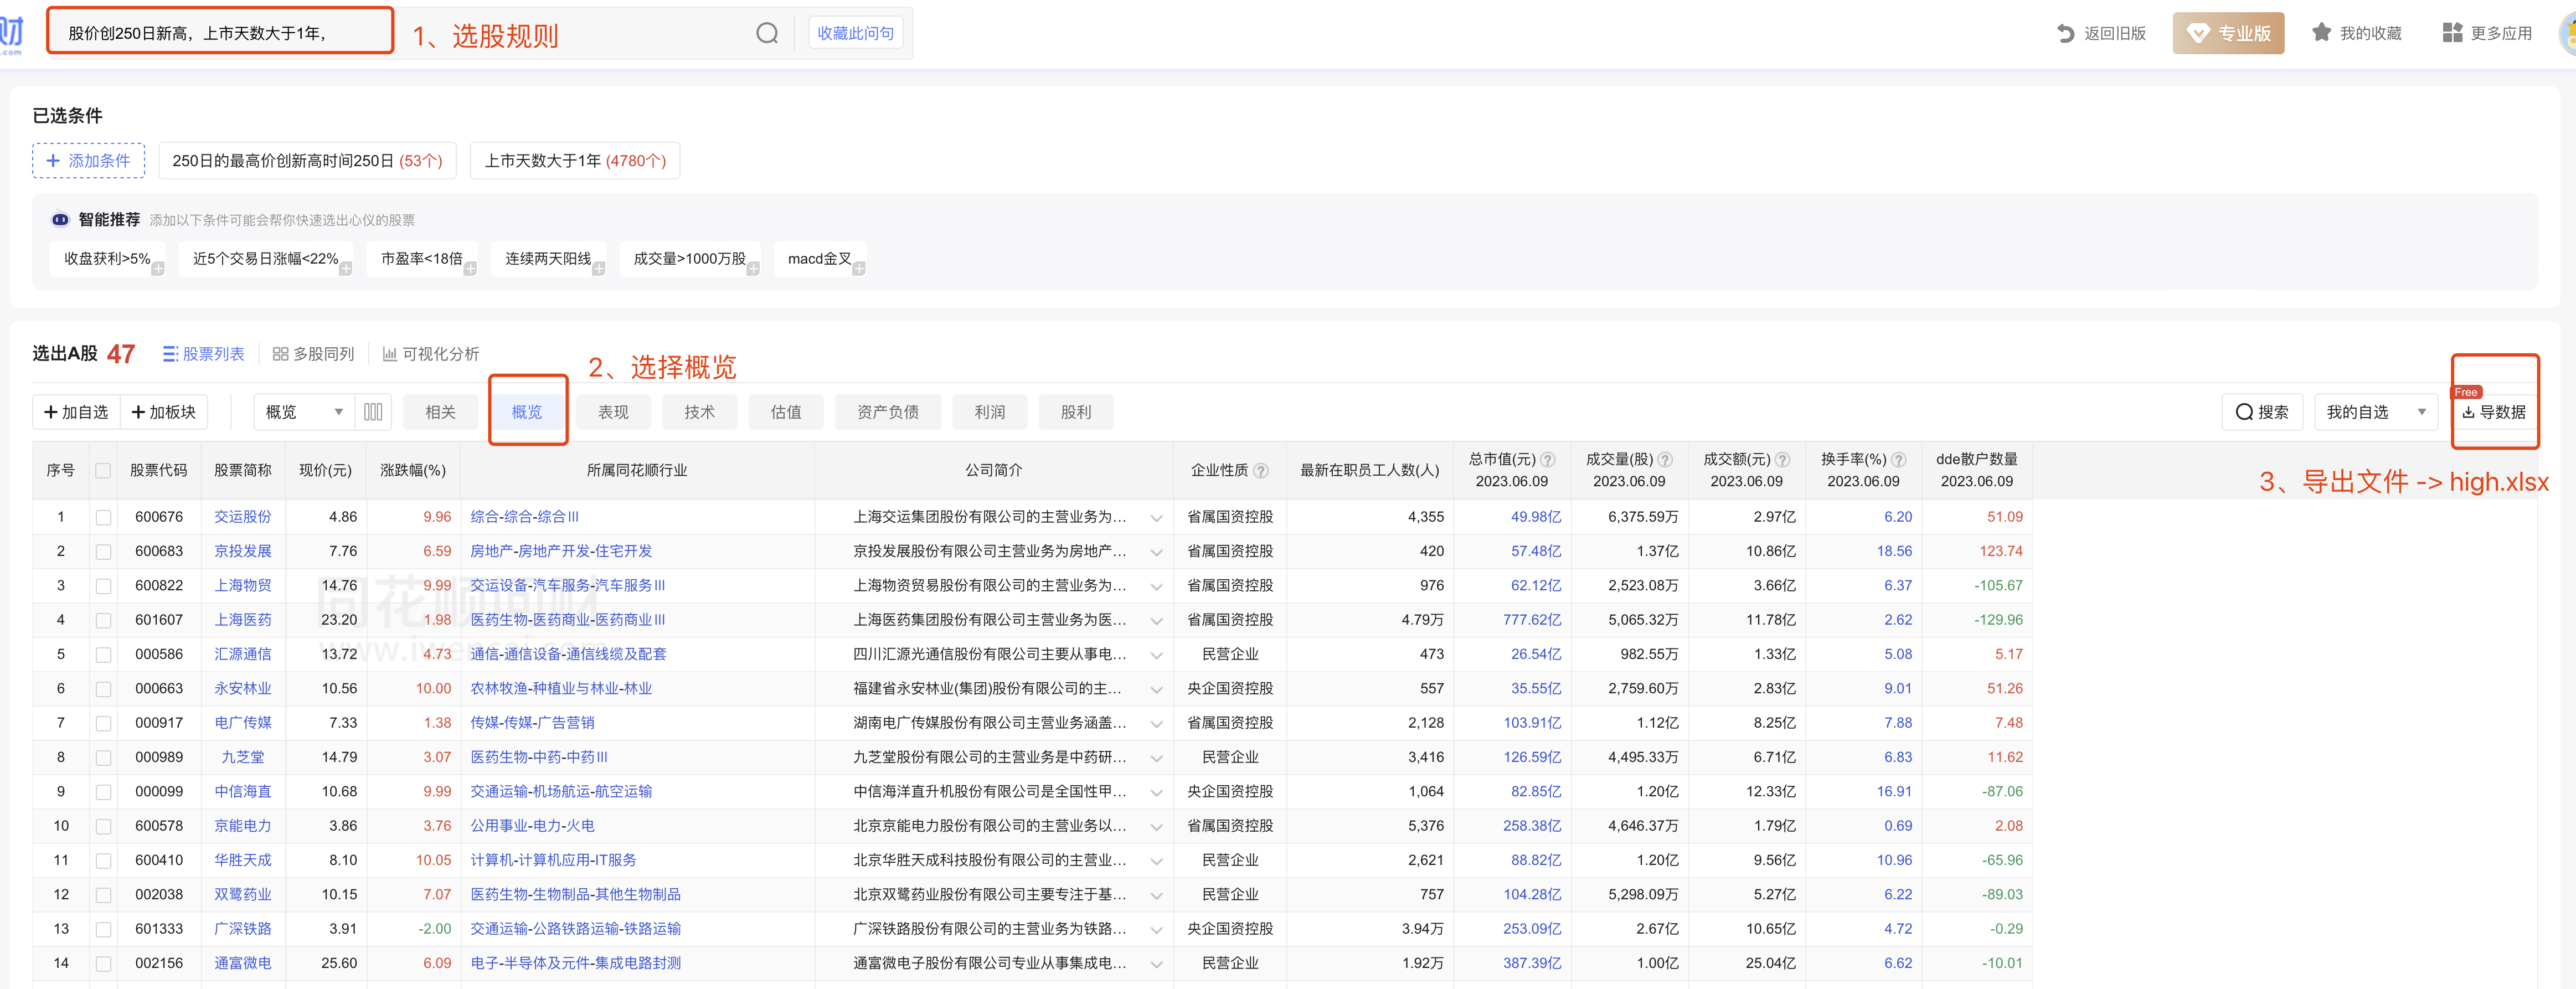 财
.com
股价创250日新高，上市天数大于1年，
1、选股规则
收藏此问句
返回旧版
专业版
我的收藏
更多应用
已选条件
+ 添加条件
250日的最高价创新高时间250日 (53个)
上市天数大于1年 (4780个)
智能推荐 添加以下条件可能会帮你快速选出心仪的股票
收盘获利>5% 近5个交易日涨幅<22% 市盈率<18倍 连续两天阳线 成交量>1000万股 macd金叉
选出A股 47 股票列表 多股同列 可视化分析
2、选择概览
+加自选 +加板块 概览 相关 概览 表现 技术 估值 资产负债 利润 股利 搜索 我的自选 Free 导数据
3、导出文件 -> high.xlsx
序号 股票代码 股票简称 现价(元) 涨跌幅(%) 所属同花顺行业 公司简介 企业性质 最新在职员工人数(人) 总市值(元) 2023.06.09 成交量(股) 2023.06.09 成交额(元) 2023.06.09 换手率(%) 2023.06.09 dde散户数量 2023.06.09
1 600676 交运股份 4.86 9.96 综合-综合-综合III 上海交运集团股份有限公司的主营业务为... 省属国资控股 4,355 49.98亿 6,375.59万 2.97亿 6.20 51.09
2 600683 京投发展 7.76 6.59 房地产-房地产开发-住宅开发 京投发展股份有限公司主营业务为房地产... 省属国资控股 420 57.48亿 1.37亿 10.86亿 18.56 123.74
3 600822 上海物贸 14.76 9.99 交运设备-汽车服务-汽车服务III 上海物资贸易股份有限公司的主营业务为... 省属国资控股 976 62.12亿 2,523.08万 3.66亿 6.37 -105.67
4 601607 上海医药 23.20 1.98 医药生物-医药商业-医药商业III 上海医药集团股份有限公司主营业务为医... 省属国资控股 4.79万 777.62亿 5,065.32万 11.78亿 2.62 -129.96
5 000586 汇源通信 13.72 4.73 通信-通信设备-通信线缆及配套 四川汇源光通信股份有限公司主要从事电... 民营企业 473 26.54亿 982.55万 1.33亿 5.08 5.17
6 000663 永安林业 10.56 10.00 农林牧渔-种植业与林业-林业 福建省永安林业(集团)股份有限公司的主... 央企国资控股 557 35.55亿 2,759.60万 2.83亿 9.01 51.26
7 000917 电广传媒 7.33 1.38 传媒-传媒-广告营销 湖南电广传媒股份有限公司主营业务涵盖... 省属国资控股 2,128 103.91亿 1.12亿 8.25亿 7.88 7.48
8 000989 九芝堂 14.79 3.07 医药生物-中药-中药III 九芝堂股份有限公司的主营业务是中药研... 民营企业 3,416 126.59亿 4,495.33万 6.71亿 6.83 11.62
9 000099 中信海直 10.68 9.99 交通运输-机场航运-航空运输 中信海洋直升机股份有限公司是全国性甲... 央企国资控股 1,064 82.85亿 1.20亿 12.33亿 16.91 -87.06
10 600578 京能电力 3.86 3.76 公用事业-电力-火电 北京京能电力股份有限公司的主营业务以... 省属国资控股 5,376 258.38亿 4,646.37万 1.79亿 0.69 2.08
11 600410 华胜天成 8.10 10.05 计算机-计算机应用-IT服务 北京华胜天成科技股份有限公司的主营业... 民营企业 2,621 88.82亿 1.20亿 9.56亿 10.96 -65.96
12 002038 双鹭药业 10.15 7.07 医药生物-生物制品-其他生物制品 北京双鹭药业股份有限公司主要专注于基... 民营企业 757 104.28亿 5,298.09万 5.27亿 6.22 -89.03
13 601333 广深铁路 3.91 -2.00 交通运输-公路铁路运输-铁路运输 广深铁路股份有限公司的主营业务为铁路... 央企国资控股 3.94万 253.09亿 2.67亿 10.65亿 4.72 -0.29
14 002156 通富微电 25.60 6.09 电子-半导体及元件-集成电路封测 通富微电子股份有限公司专业从事集成电... 民营企业 1.92万 387.39亿 1.00亿 25.04亿 6.62 -10.01